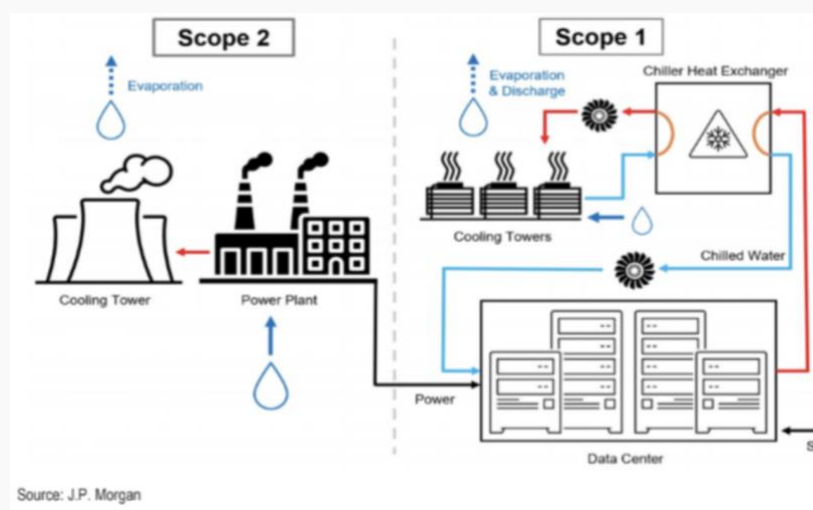 Scope 2
Scope 1
Evaporation
Evaporation
& Discharge
Chiller Heat Exchanger
Cooling Towers
Chilled Water
Cooling Tower
Power Plant
Power
Data Center
Source: J.P. Morgan